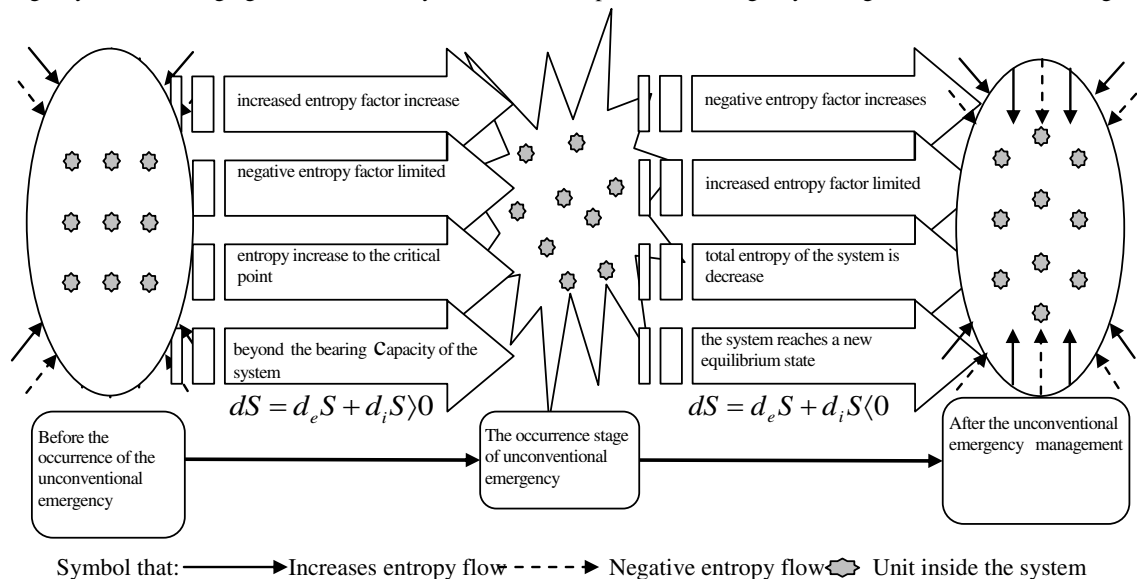 increased entropy factor increase
negative entropy factor limited
entropy increase to the critical
point
beyond the bearing Capacity of the
system
dS = d_e S + d_i S⟩0
negative entropy factor increases
increased entropy factor limited
total entropy of the system is
decrease
the system reaches a new
equilibrium state
dS = d_e S + d_i S⟨0
Before the
occurrence of the
unconventional
emergency
The occurrence stage
of unconventional
emergency
After the unconventional
emergency management
Symbol that: Increases entropy flow Negative entropy flow Unit inside the system